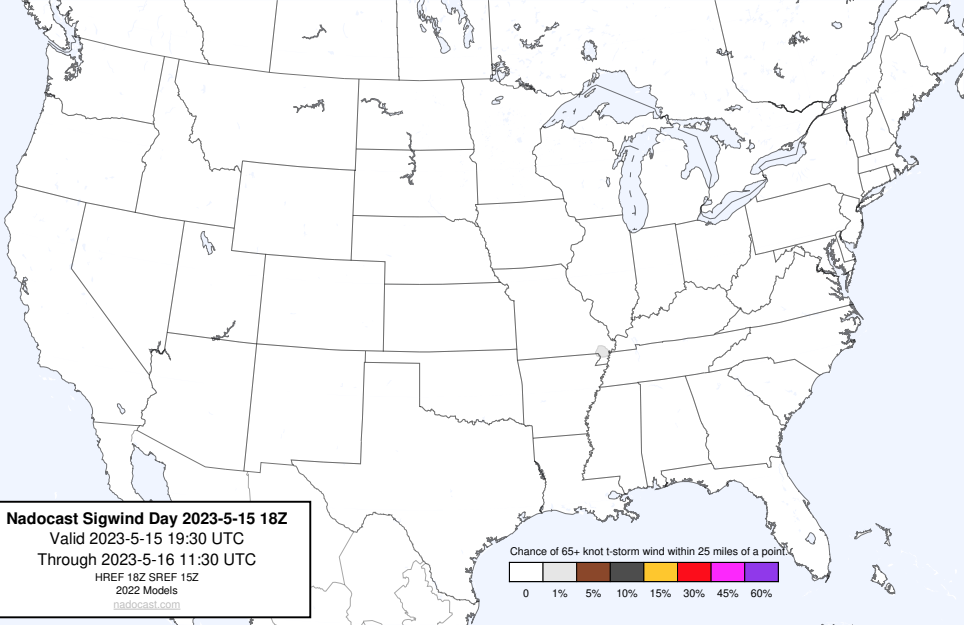 Nadocast Sigwind Day 2023-5-15 18Z
Valid 2023-5-15 19:30 UTC
Through 2023-5-16 11:30 UTC
HREF 18Z SREF 15Z
2022 Models
nadocast.com
Chance of 65+ knot t-storm wind within 25 miles of a point.
0 1% 5% 10% 15% 30% 45% 60%